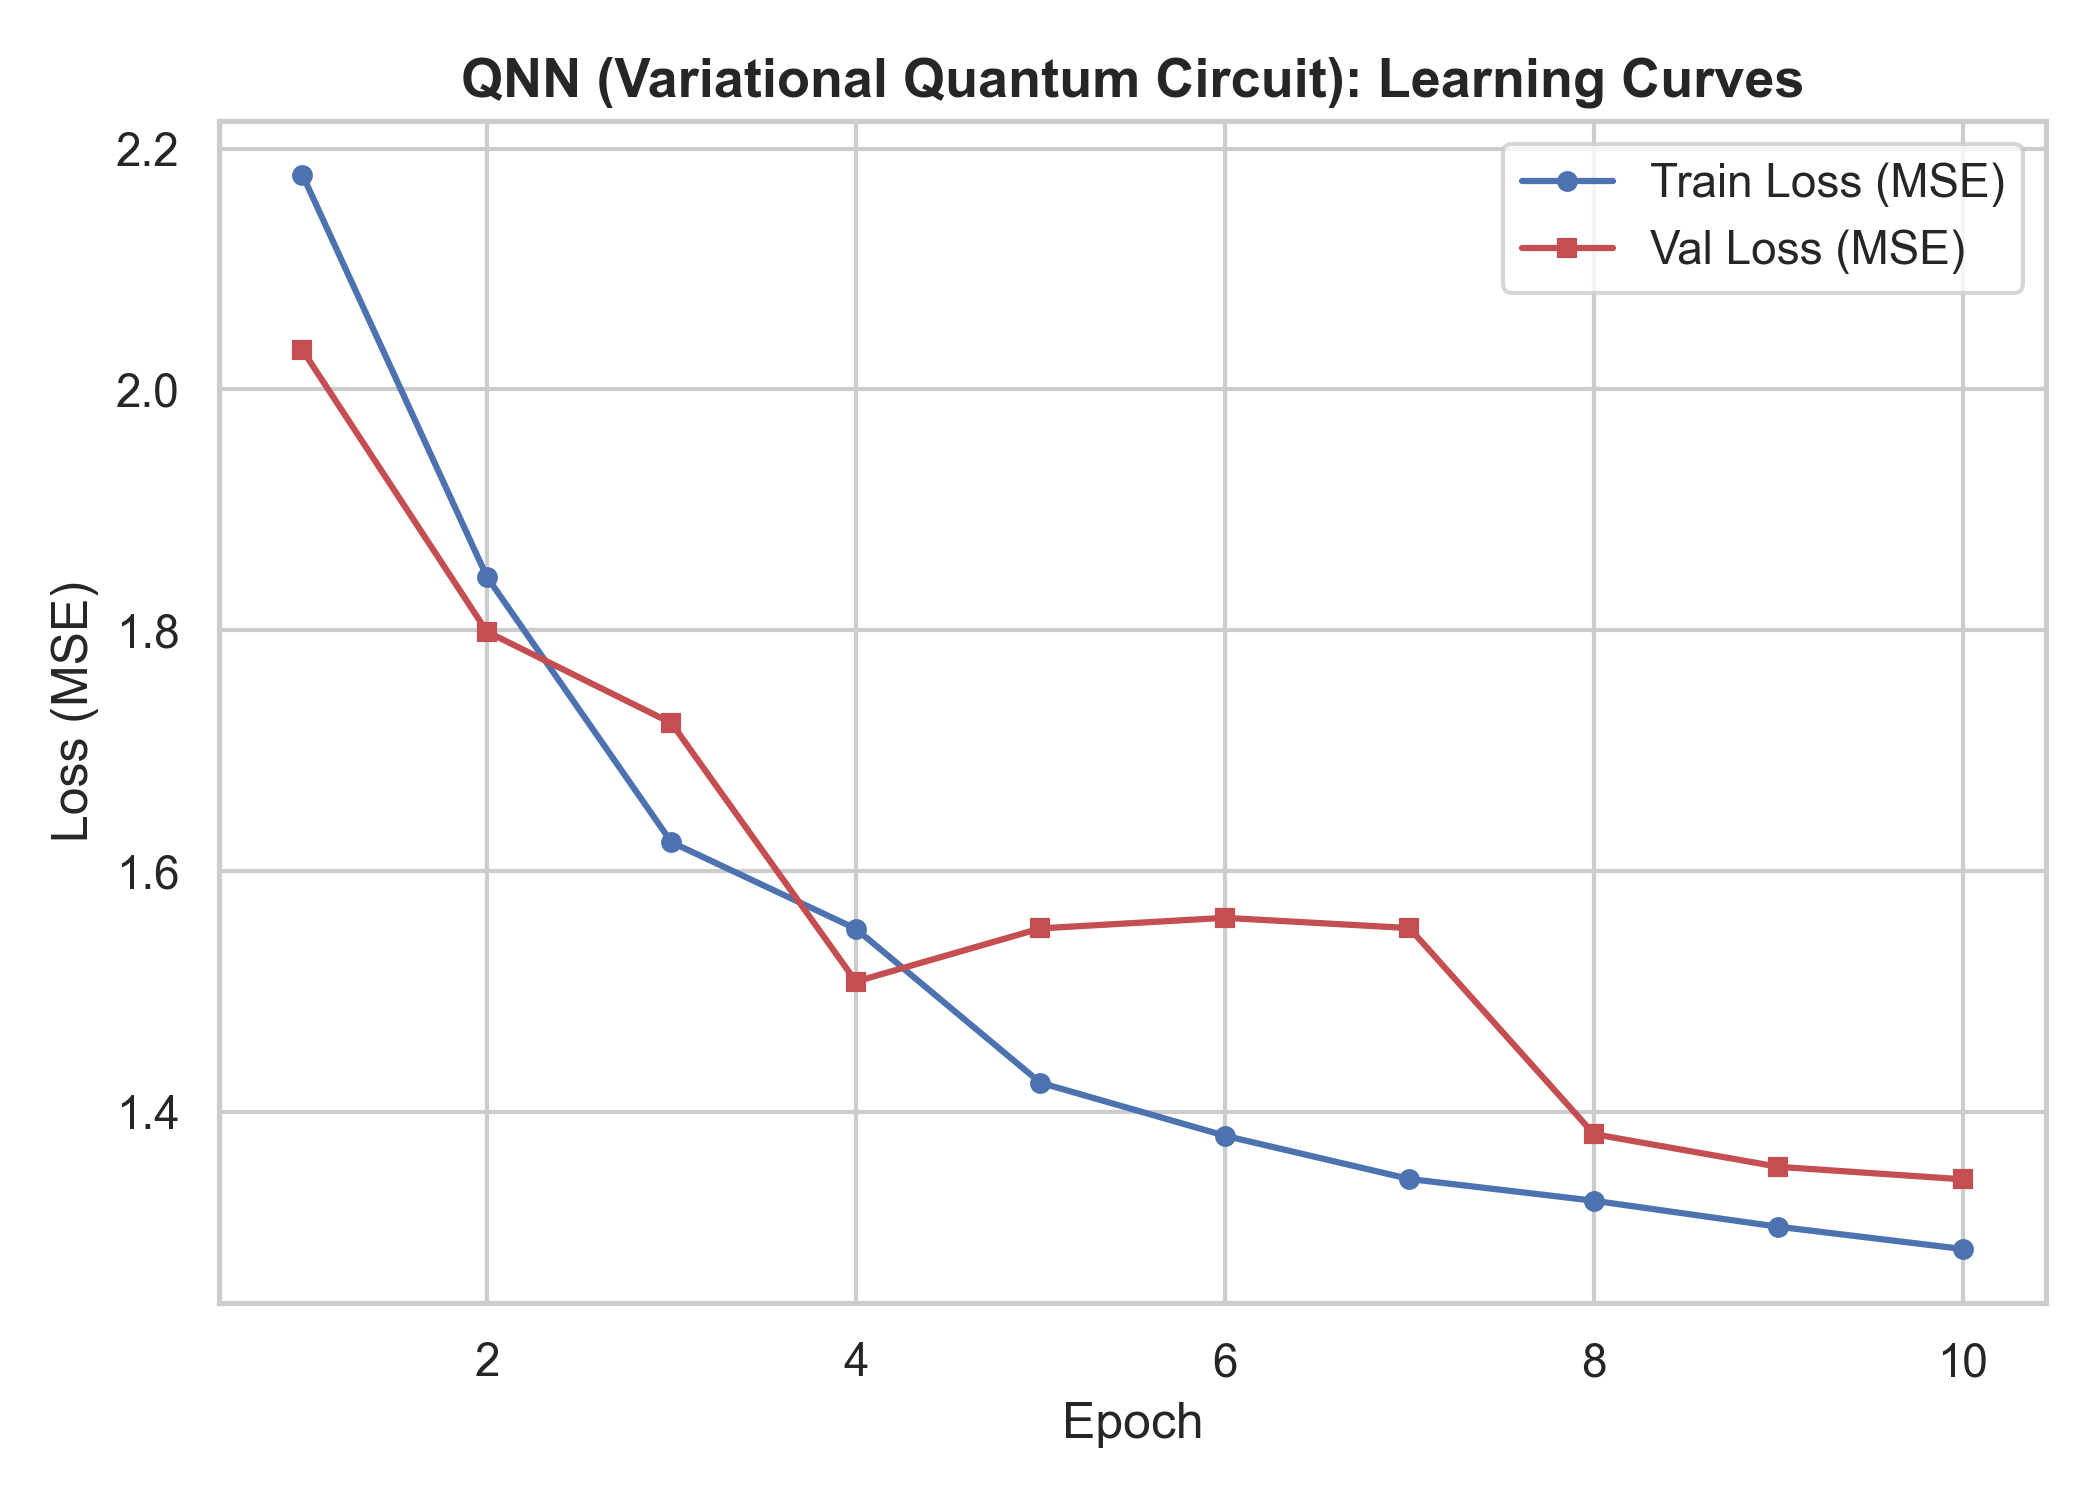 QNN (Variational Quantum Circuit): Learning Curves
Train Loss (MSE)
Val Loss (MSE)
Loss (MSE)
2.2
2.0
1.8
1.6
1.4
2 4 6 8 10
Epoch